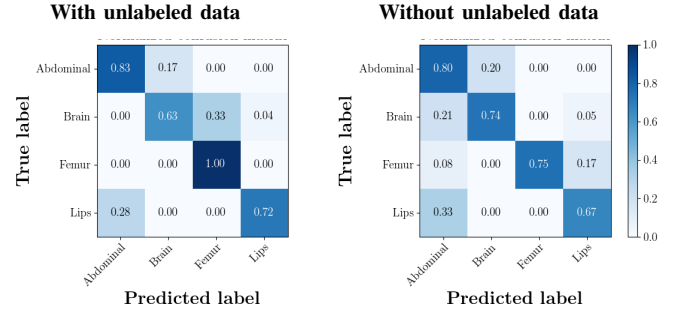 With unlabeled data
True label
Abdominal 0.83 0.17 0.00 0.00
Brain 0.00 0.63 0.33 0.04
Femur 0.00 0.00 1.00 0.00
Lips 0.28 0.00 0.00 0.72
Abdominal Brain Femur Lips
Predicted label
Without unlabeled data
True label
Abdominal 0.80 0.20 0.00 0.00
Brain 0.21 0.74 0.00 0.05
Femur 0.08 0.00 0.75 0.17
Lips 0.33 0.00 0.00 0.67
Abdominal Brain Femur Lips
Predicted label
1.0
0.8
0.6
0.4
0.2
0.0